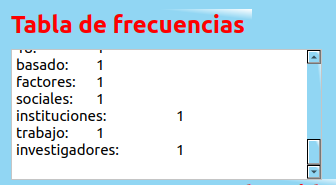 Tabla de frecuencias
basado: 1
factores: 1
sociales: 1
instituciones: 1
trabajo: 1
investigadores: 1